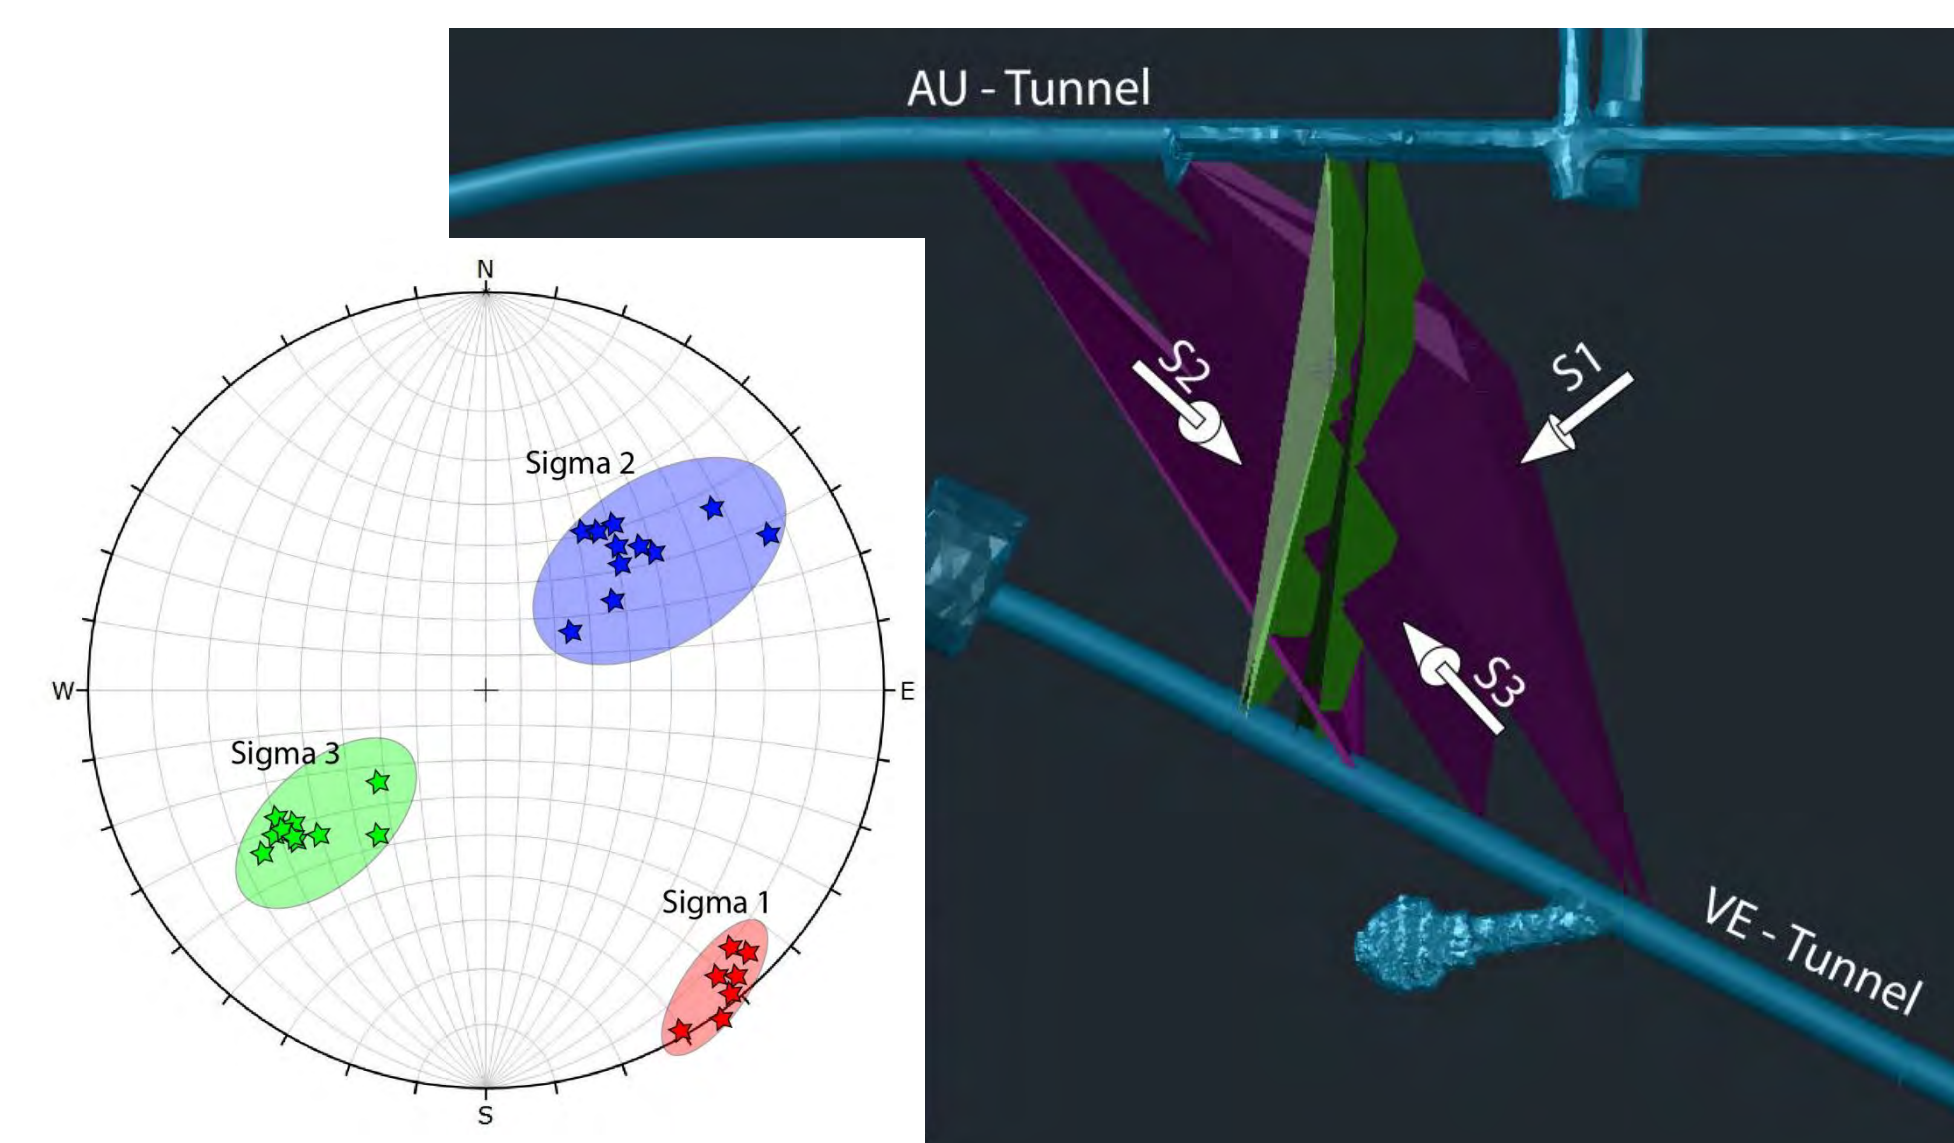 AU - Tunnel
N
Sigma 2
S2
S1
W
E
Sigma 3
S3
Sigma 1
VE - Tunnel
S